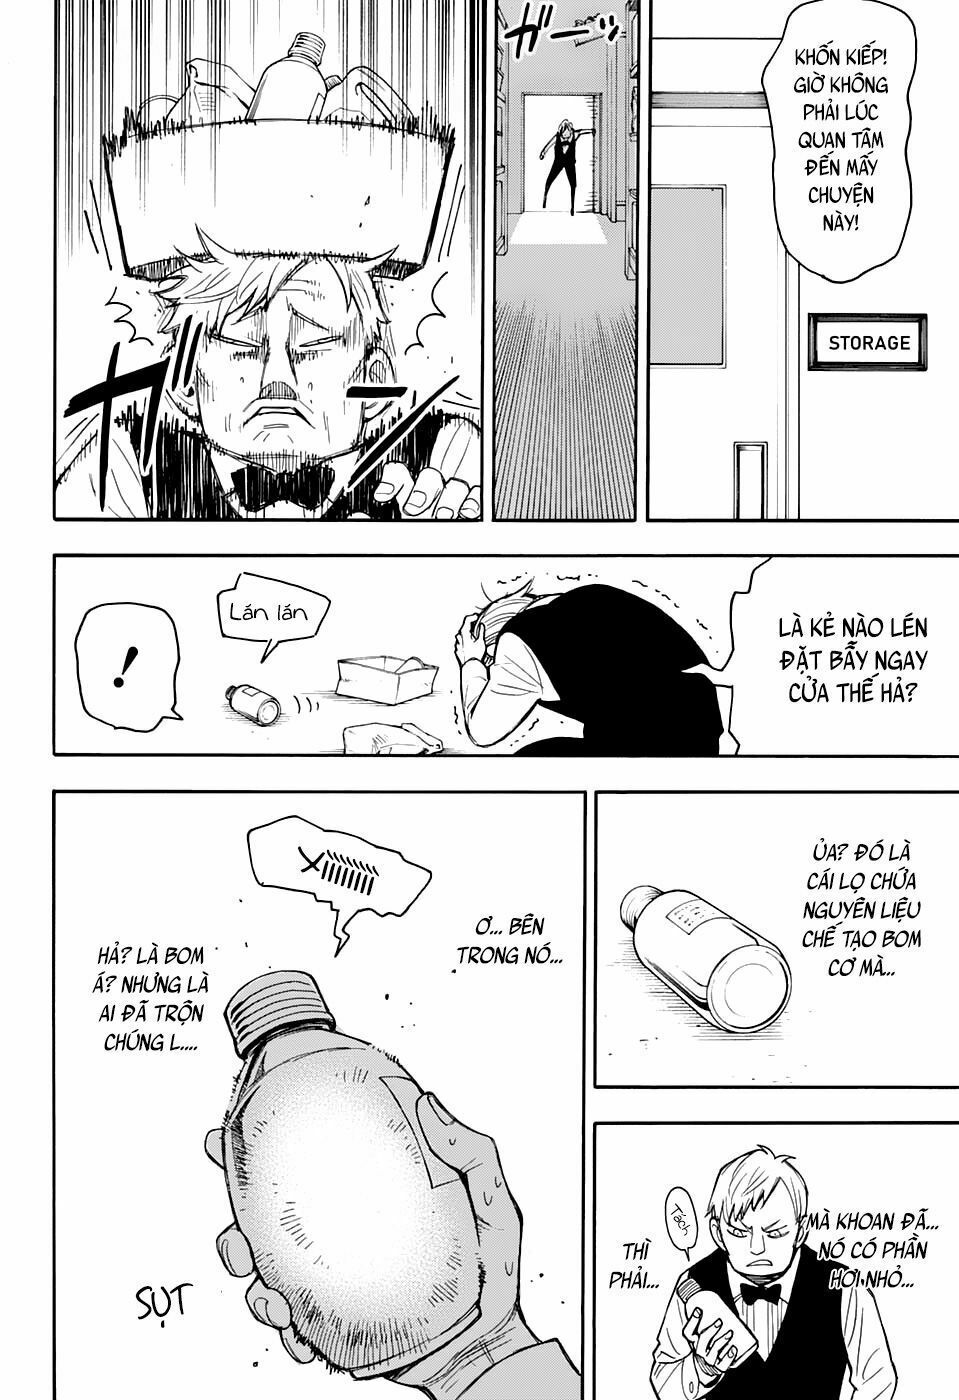 KHỐN KIẾP!
GIỜ KHÔNG
PHẢI LÚC
QUAN TÂM
ĐẾN MẤY
CHUYỆN
NÀY!
STORAGE
ガーッ
LÀ KẺ NÀO LÉN
ĐẶT BẪY NGAY
CỬA THẾ HẢ?
Lăn lăn
!
ỦA? ĐÓ LÀ
CÁI LỌ CHỨA
NGUYÊN LIỆU
CHẾ TẠO BOM
CƠ MÀ...
MÀ KHOAN ĐÃ...
NÓ CÓ PHẦN
HƠI NHỎ...
THÌ
PHẢI...
Ơ... BÊN
TRONG NÓ...
HẢ? LÀ BOM
Á? NHƯNG LÀ
AI ĐÃ TRỘN
CHÚNG L....
SỤT